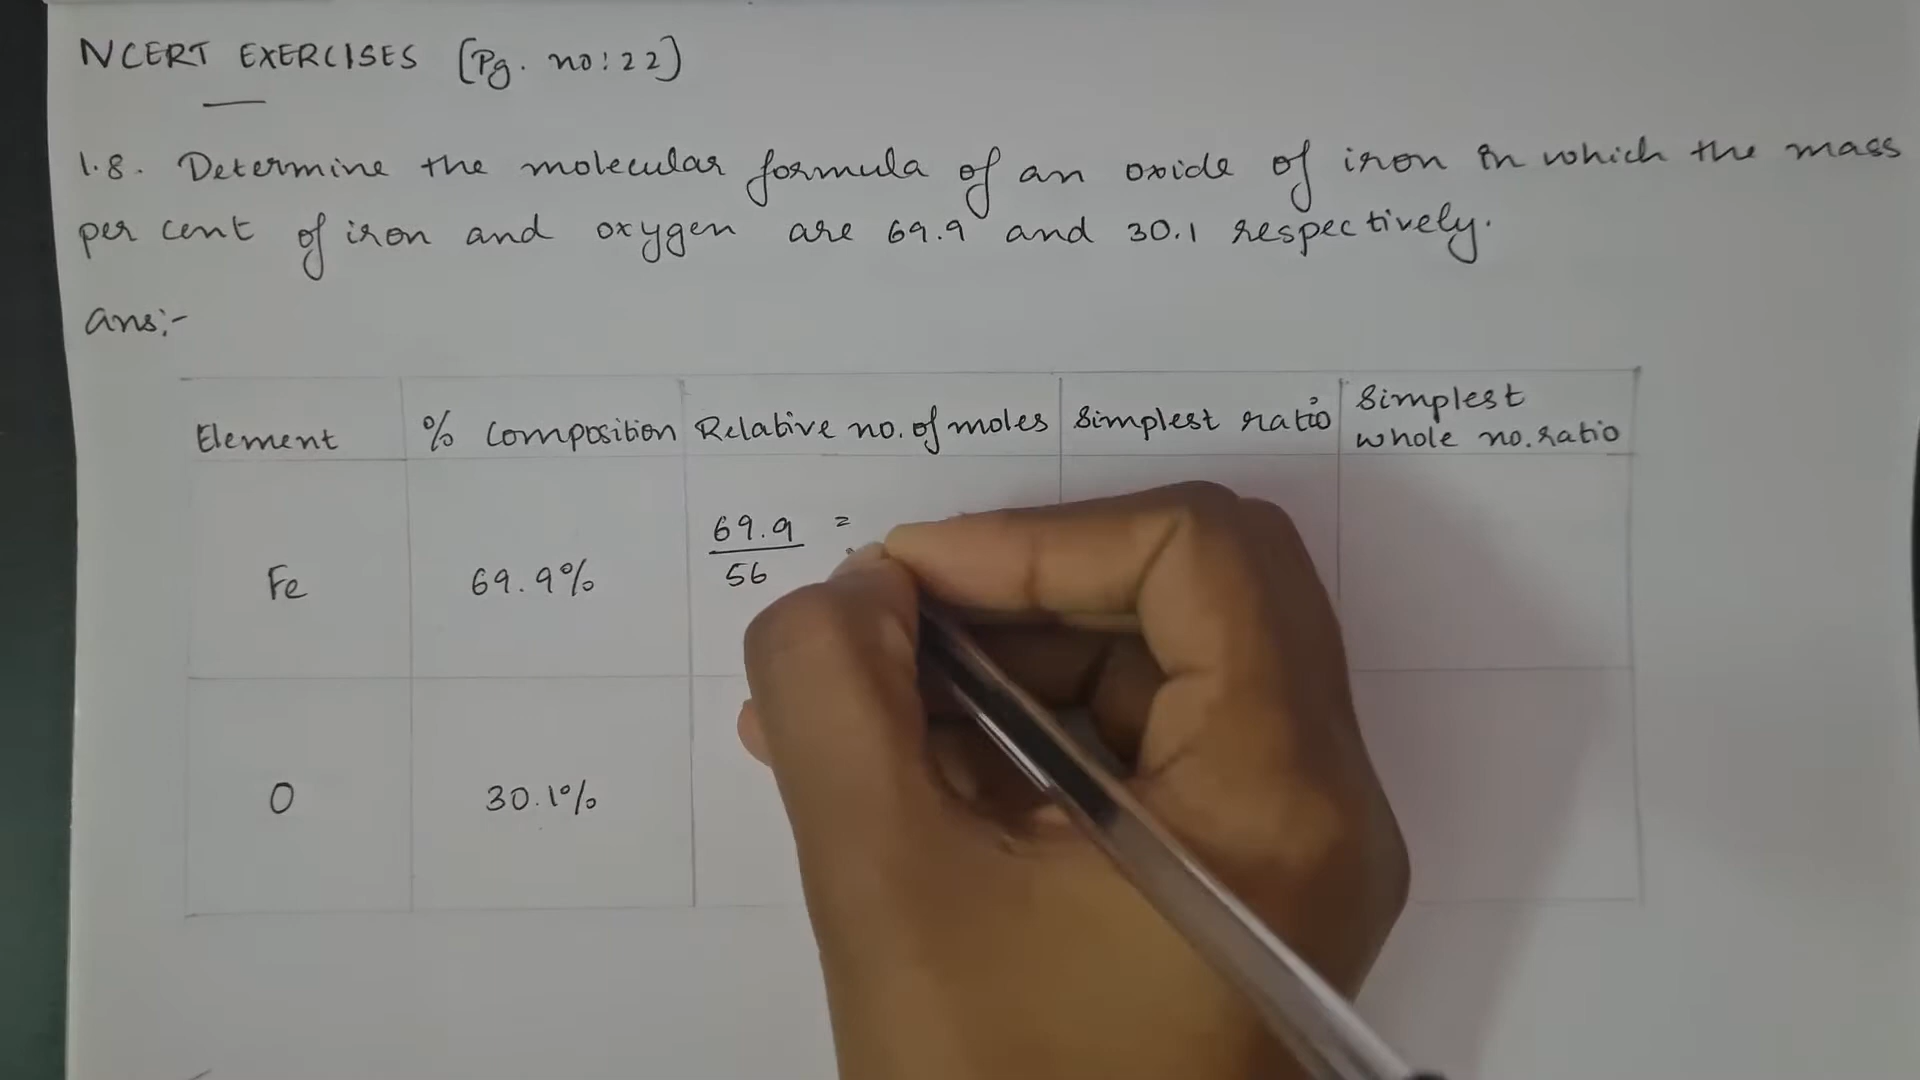 NCERT EXERCISES [Pg. no:22]
1.8. Determine the molecular formula of an oxide of iron in which the mass
per cent of iron and oxygen are 69.9 and 30.1 respectively.
ans:-
Element % Composition Relative no. of moles Simplest ratio Simplest whole no. ratio
Fe 69.9% 69.9/56 =
O 30.1%